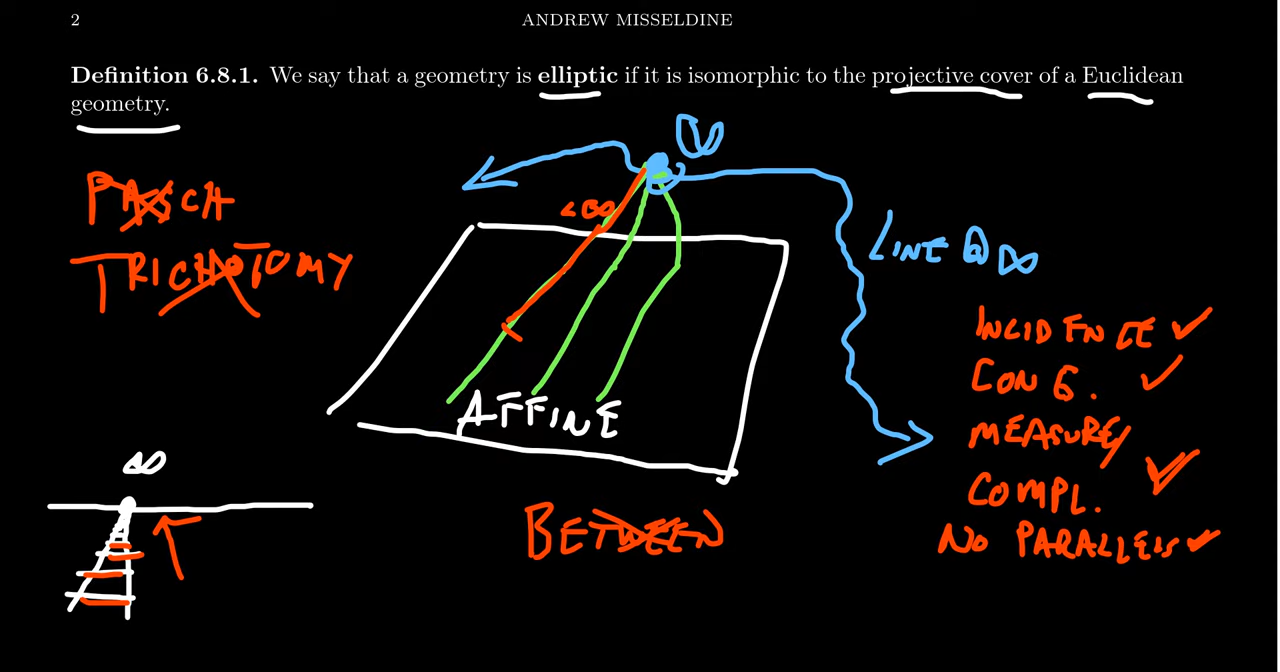 2 ANDREW MISSELDINE
Definition 6.8.1. We say that a geometry is elliptic if it is isomorphic to the projective cover of a Euclidean
geometry.
PASCH
TRICHOTOMY
<∞
LINE @ ∞
INCIDENCE ✓
CONG. ✓
MEASURE/
COMPL. ✓
NO PARALLELS ✓
AFFINE
∞
BETWEEN